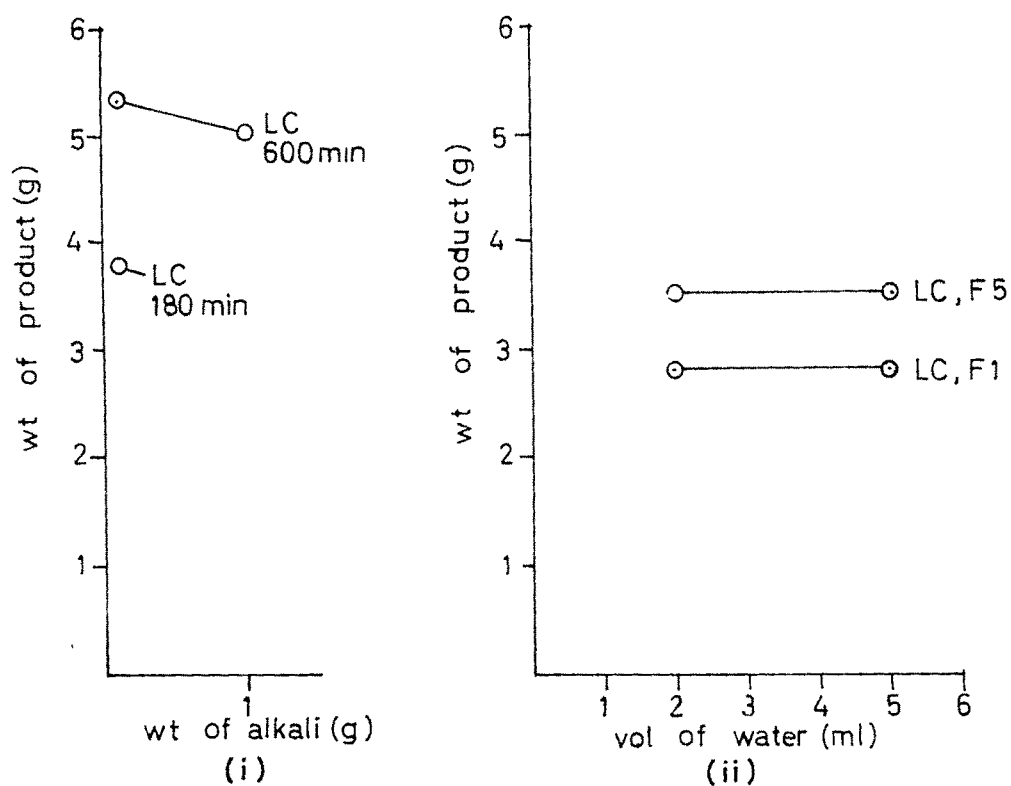 wt of product (g)
6
5
4
3
2
1
LC
600 min
LC
180 min
1
wt of alkali (g)
(i)
wt of product (g)
6
5
4
3
2
1
LC, F5
LC, F1
1 2 3 4 5 6
vol of water (ml)
(ii)